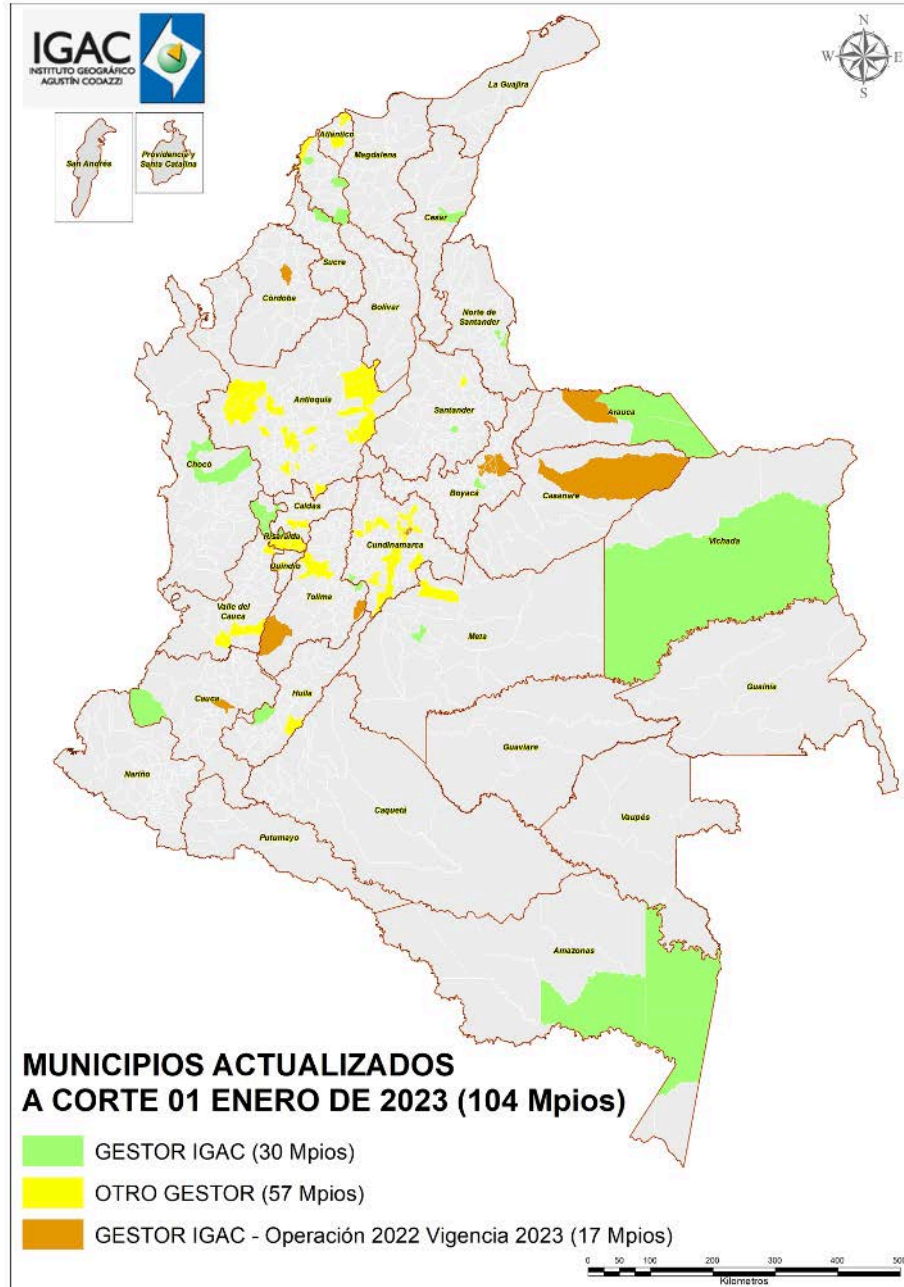 IGAC
INSTITUTO GEOGRÁFICO
AGUSTÍN CODAZZI
N
W E
S
San Andrés
Providencia y
Santa Catalina
La Guajira
Atlántico
Magdalena
Cesar
Sucre
Córdoba
Bolívar
Norte de
Santander
Antioquia
Santander
Arauca
Chocó
Boyacá
Casanare
Caldas
Vichada
Risaralda
Cundinamarca
Quindío
Tolima
Valle del
Cauca
Meta
Guainía
Cauca
Huila
Guaviare
Nariño
Caquetá
Vaupés
Putumayo
Amazonas
MUNICIPIOS ACTUALIZADOS
A CORTE 01 ENERO DE 2023 (104 Mpios)
GESTOR IGAC (30 Mpios)
OTRO GESTOR (57 Mpios)
GESTOR IGAC - Operación 2022 Vigencia 2023 (17 Mpios)
0 50 100 200 300 400 500
Kilometros